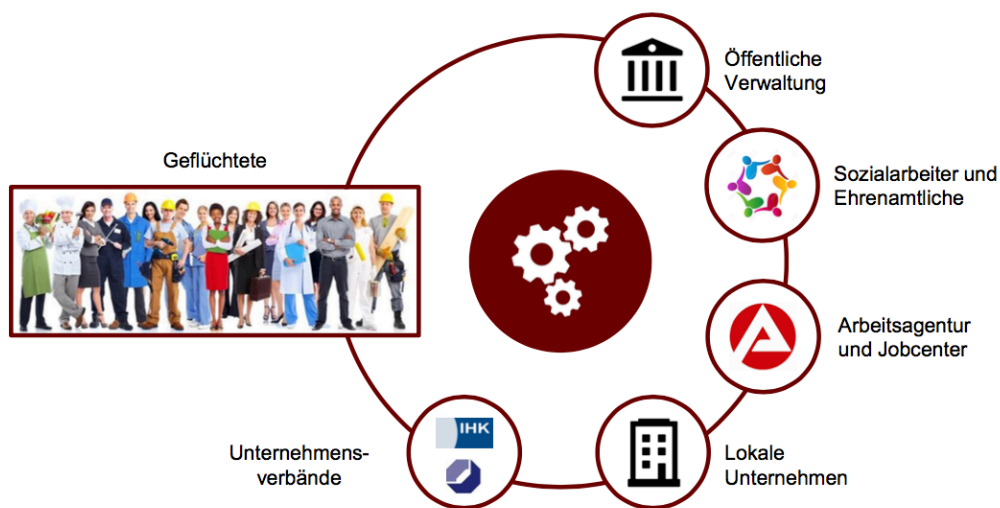 Öffentliche
Verwaltung
Geflüchtete
Sozialarbeiter und
Ehrenamtliche
Arbeitsagentur
und Jobcenter
IHK
Unternehmens-
verbände
Lokale
Unternehmen